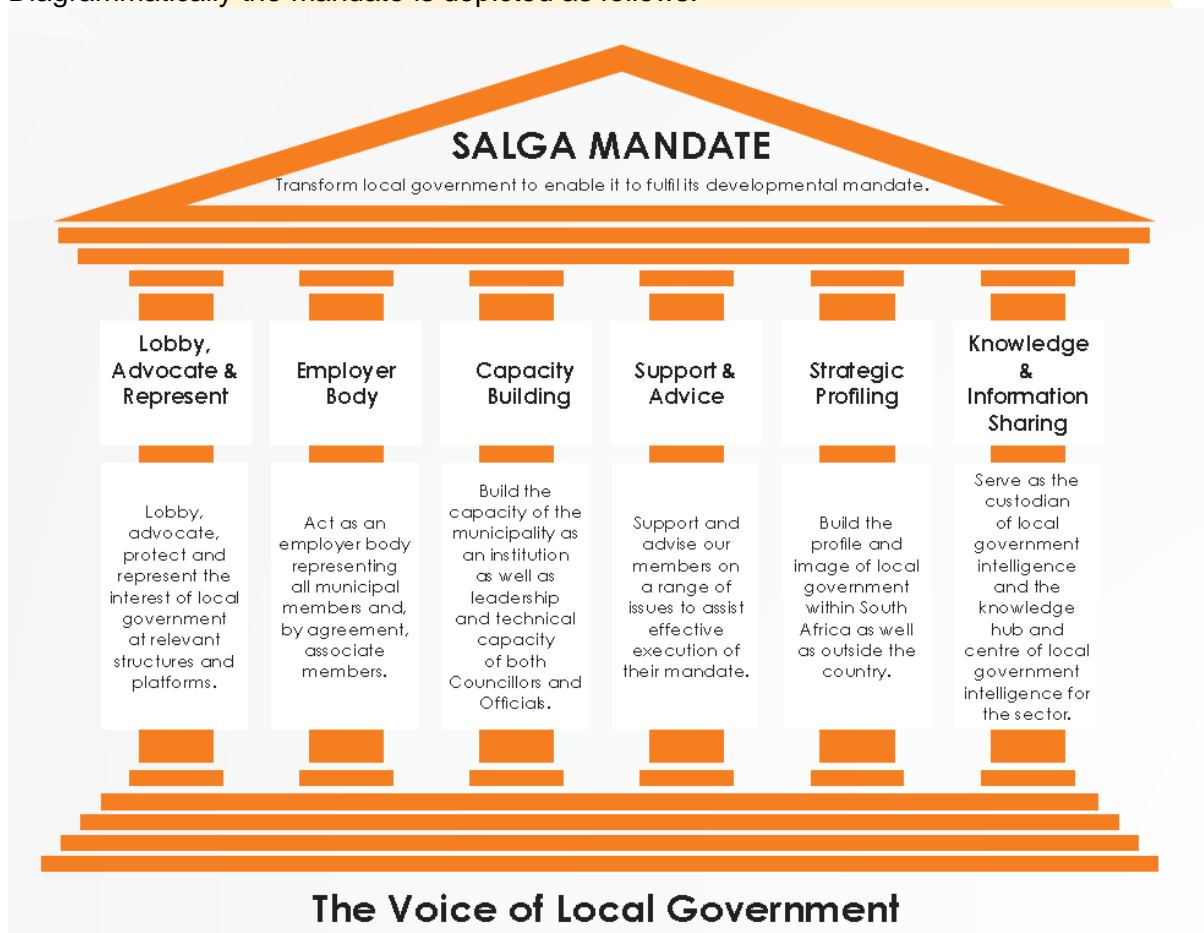 Diagrammatically the mandate is depicted as follows:
SALGA MANDATE
Transform local government to enable it to fulfil its developmental mandate.
Lobby,
Advocate &
Represent
Lobby,
advocate,
protect and
represent the
interest of local
government
at relevant
structures and
platforms.
Employer
Body
Act as an
employer body
representing
all municipal
members and,
by agreement,
associate
members.
Capacity
Building
Build the
capacity of the
municipality as
an institution
as well as
leadership
and technical
capacity
of both
Councillors and
Officials.
Support &
Advice
Support and
advise our
members on
a range of
issues to assist
effective
execution of
their mandate.
Strategic
Profiling
Build the
profile and
image of local
government
within South
Africa as well
as outside the
country.
Knowledge
&
Information
Sharing
Serve as the
custodian
of local
government
intelligence
and the
knowledge
hub and
centre of local
government
intelligence for
the sector.
The Voice of Local Government